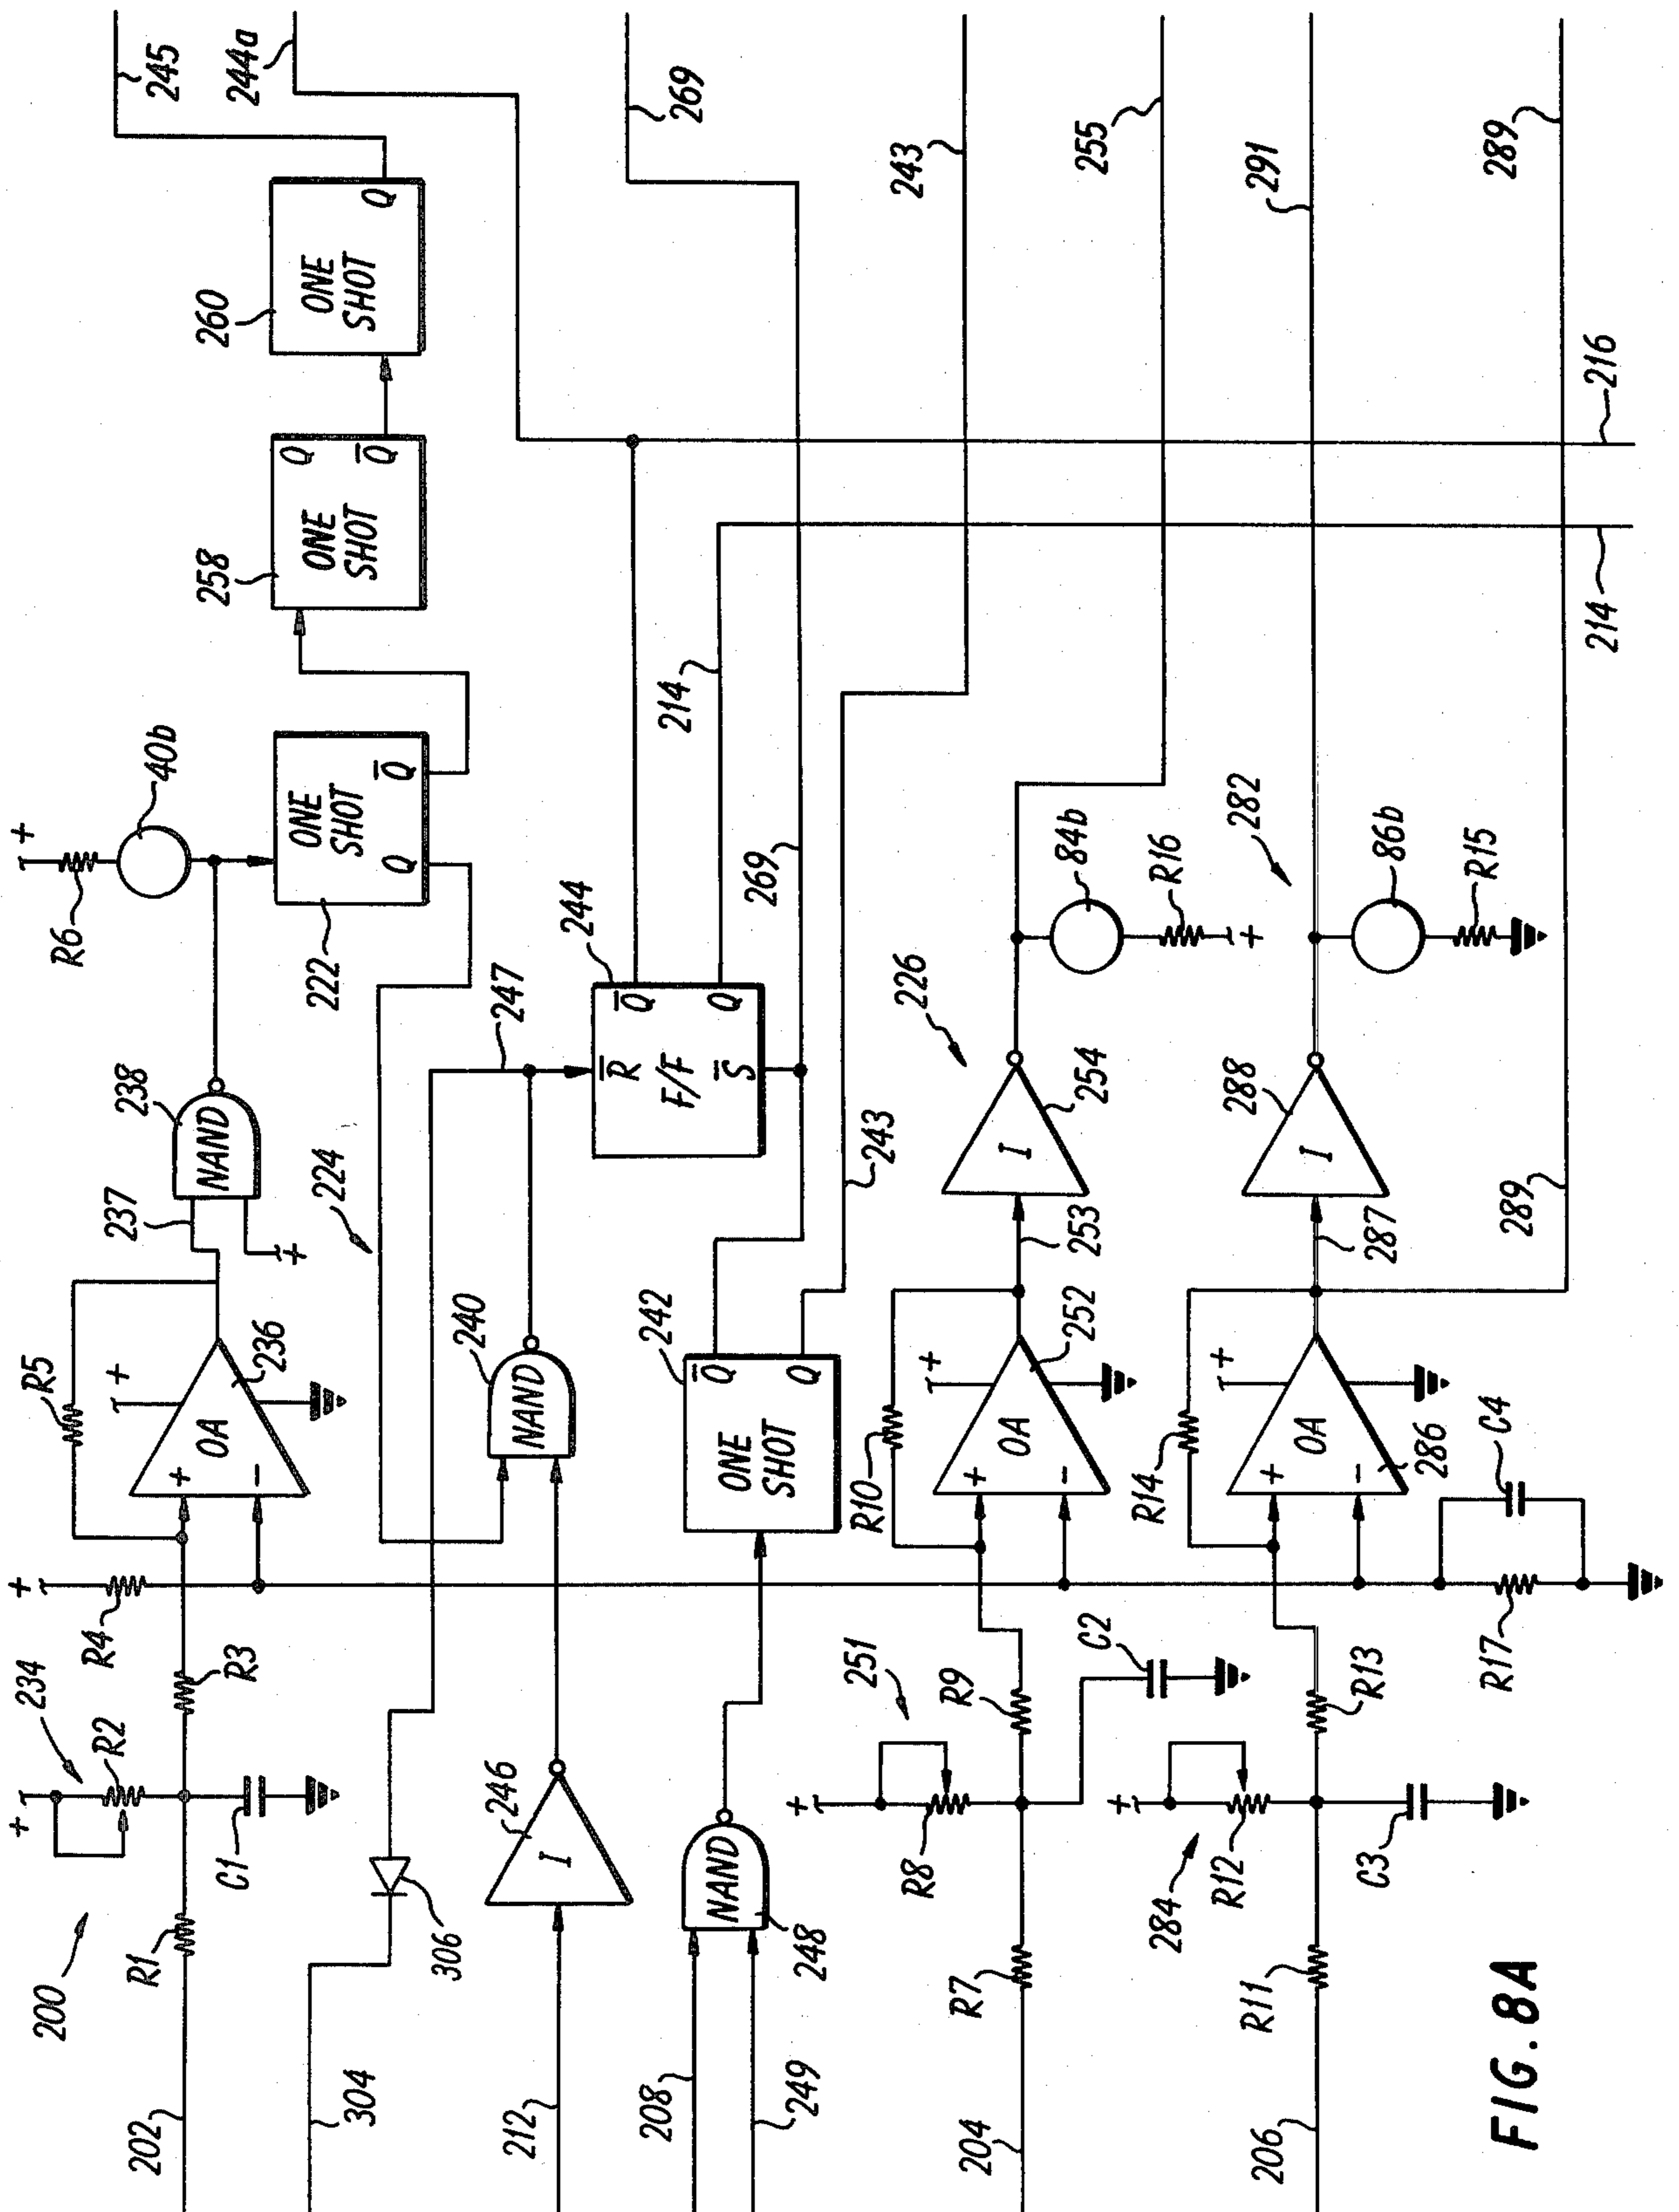 200
202
R1
234
+
R2
C1
R3
+
R4
R5
+
-
OA
+
236
237
+
NAND
238
R6
+
40b
ONE
SHOT
Q
Q̅
222
258
ONE
SHOT
Q
Q̅
260
ONE
SHOT
Q
245
244a
304
306
224
247
212
I
246
NAND
240
244
R̅
F/F
S̅
Q̅
Q
214
269
269
208
249
NAND
248
242
ONE
SHOT
Q̅
Q
243
243
204
R7
251
+
R8
R9
C2
R10
+
-
OA
+
252
253
I
254
226
84b
R16
+
255
206
R11
284
+
R12
C3
R13
R14
+
-
OA
+
286
287
I
288
282
86b
R15
291
R17
C4
289
289
214
216
FIG. 8A